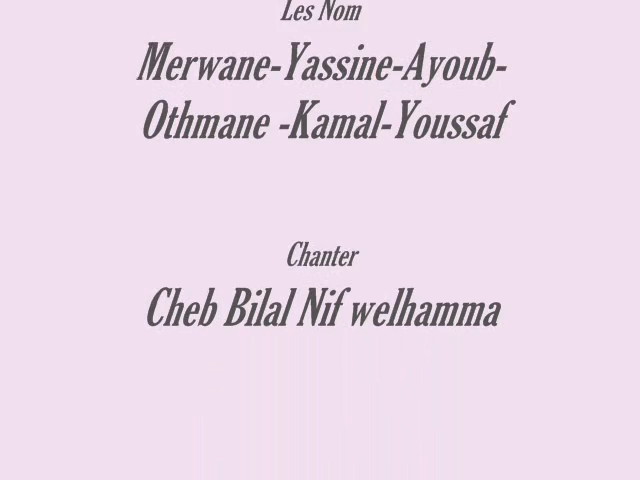 Les Nom
Merwane-Yassine-Ayoub-
Othmane -Kamal-Youssaf
Chanter
Cheb Bilal Nif welhamma